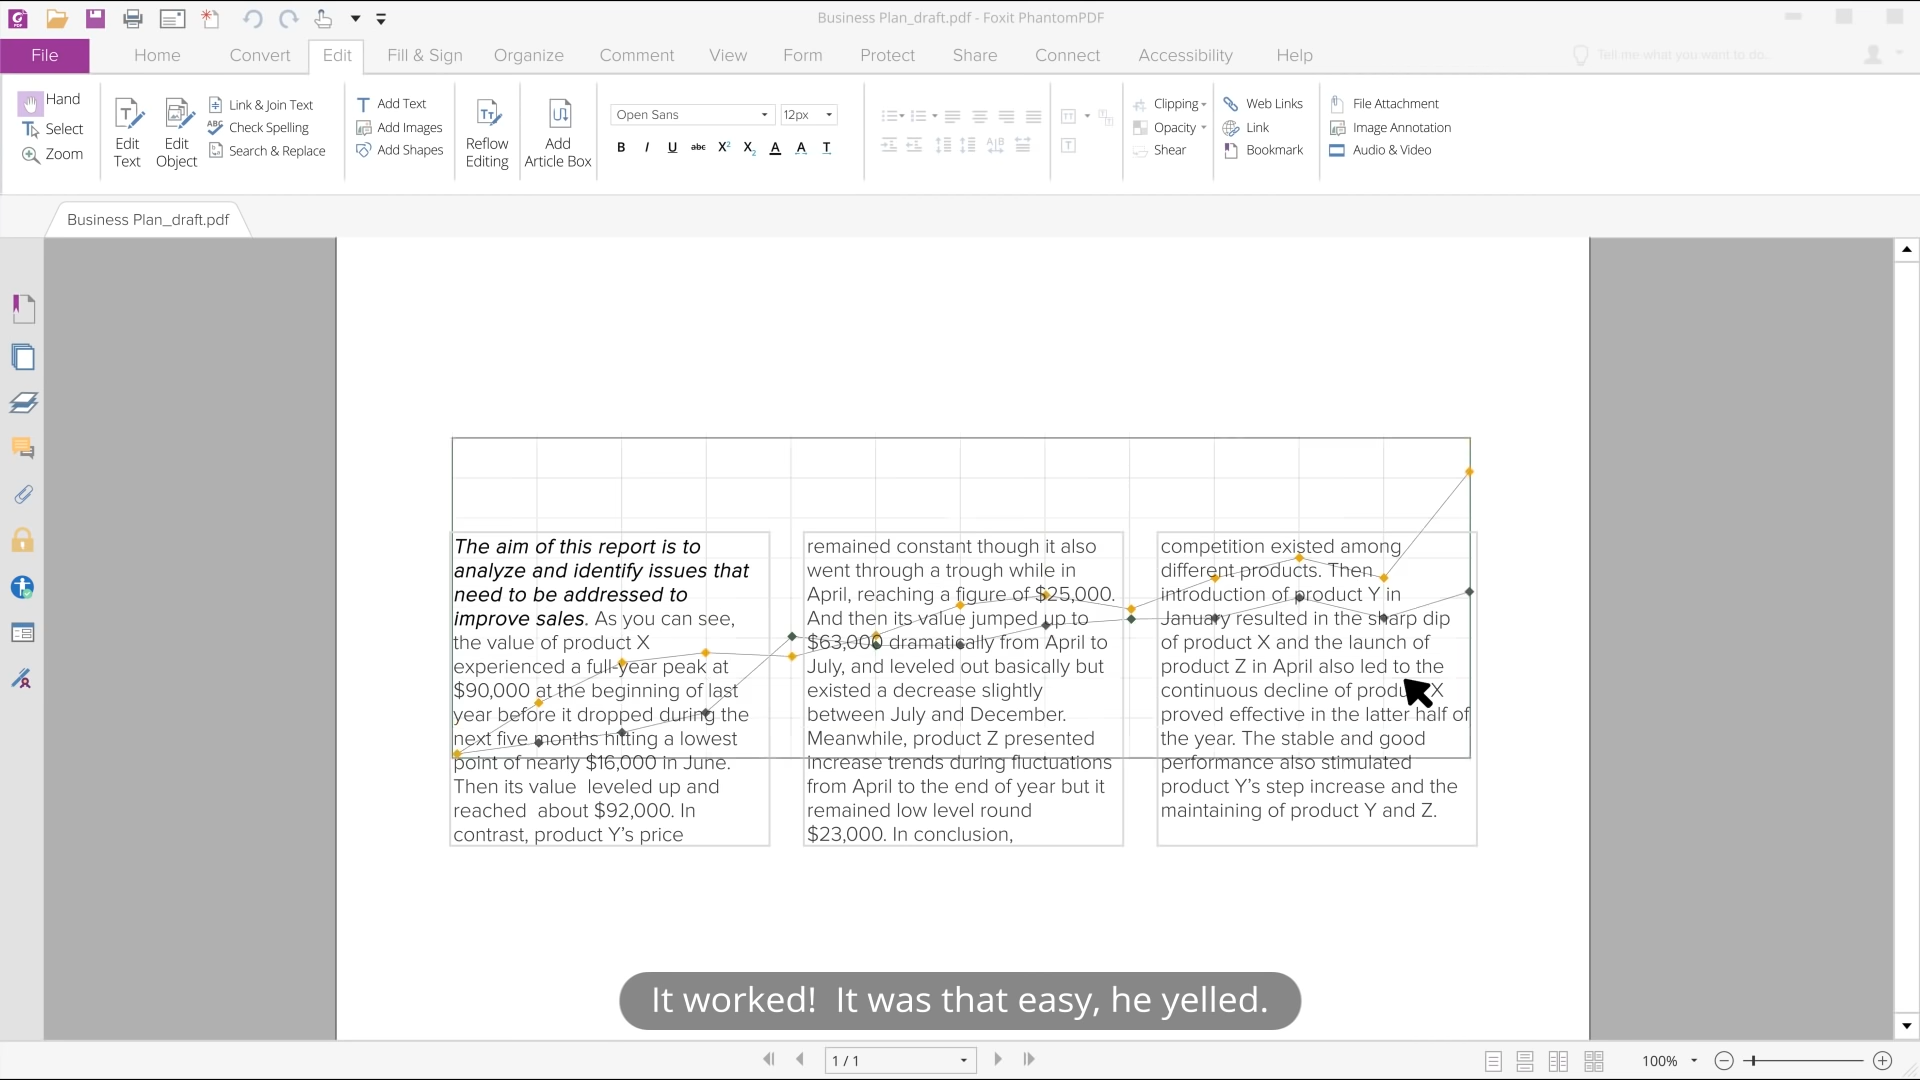 Business Plan_draft.pdf - Foxit PhantomPDF
File Home Convert Edit Fill & Sign Organize Comment View Form Protect Share Connect Accessibility Help Tell me what you want to do..
Hand
Select
Zoom
Edit
Text
Edit
Object
Link & Join Text
Check Spelling
Search & Replace
Add Text
Add Images
Add Shapes
Reflow
Editing
Add
Article Box
Open Sans 12px
B I U abc X² X₂ A A T
Clipping
Opacity
Shear
Web Links
Link
Bookmark
File Attachment
Image Annotation
Audio & Video
Business Plan_draft.pdf
The aim of this report is to
analyze and identify issues that
need to be addressed to
improve sales. As you can see,
the value of product X
experienced a full-year peak at
$90,000 at the beginning of last
year before it dropped during the
next five months hitting a lowest
point of nearly $16,000 in June.
Then its value leveled up and
reached about $92,000. In
contrast, product Y’s price
remained constant though it also
went through a trough while in
April, reaching a figure of $25,000.
And then its value jumped up to
$63,000 dramatically from April to
July, and leveled out basically but
existed a decrease slightly
between July and December.
Meanwhile, product Z presented
increase trends during fluctuations
from April to the end of year but it
remained low level round
$23,000. In conclusion,
competition existed among
different products. Then
introduction of product Y in
January resulted in the sharp dip
of product X and the launch of
product Z in April also led to the
continuous decline of product X
proved effective in the latter half of
the year. The stable and good
performance also stimulated
product Y’s step increase and the
maintaining of product Y and Z.
It worked! It was that easy, he yelled.
1 / 1
100%